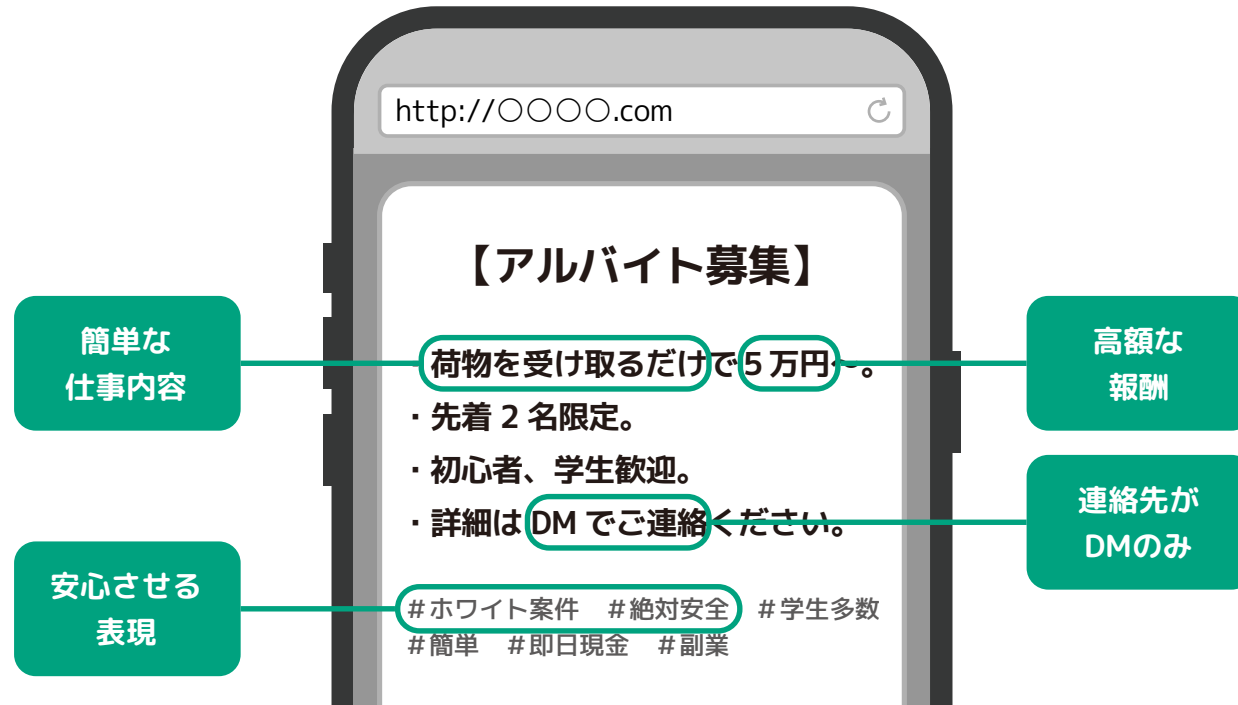 http://○○○○.com
【アルバイト募集】
簡単な
仕事内容
・荷物を受け取るだけで5万円〜。
高額な
報酬
・先着2名限定。
・初心者、学生歓迎。
・詳細はDMでご連絡ください。
連絡先が
DMのみ
安心させる
表現
#ホワイト案件 #絶対安全 #学生多数
#簡単 #即日現金 #副業